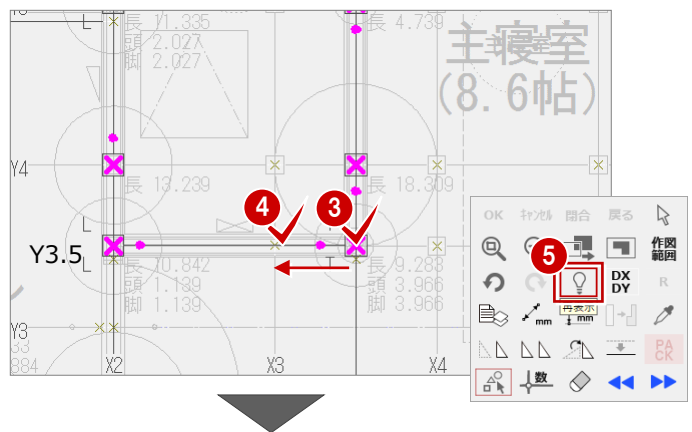 長 11.335
頭 2.027
脚 2.027
長 4.739
主寝室
(8.6帖)
Y4
長 13.239
長 18.309
4
3
Y3.5
長 10.842
頭 1.139
脚 1.139
長 9.283
頭 3.966
脚 3.966
Y3
884
X2
X3
X4
OK
キャンセル
閉合
戻る
5
作図
範囲
DX
DY
R
再表示
mm
mm
PA
CK
数